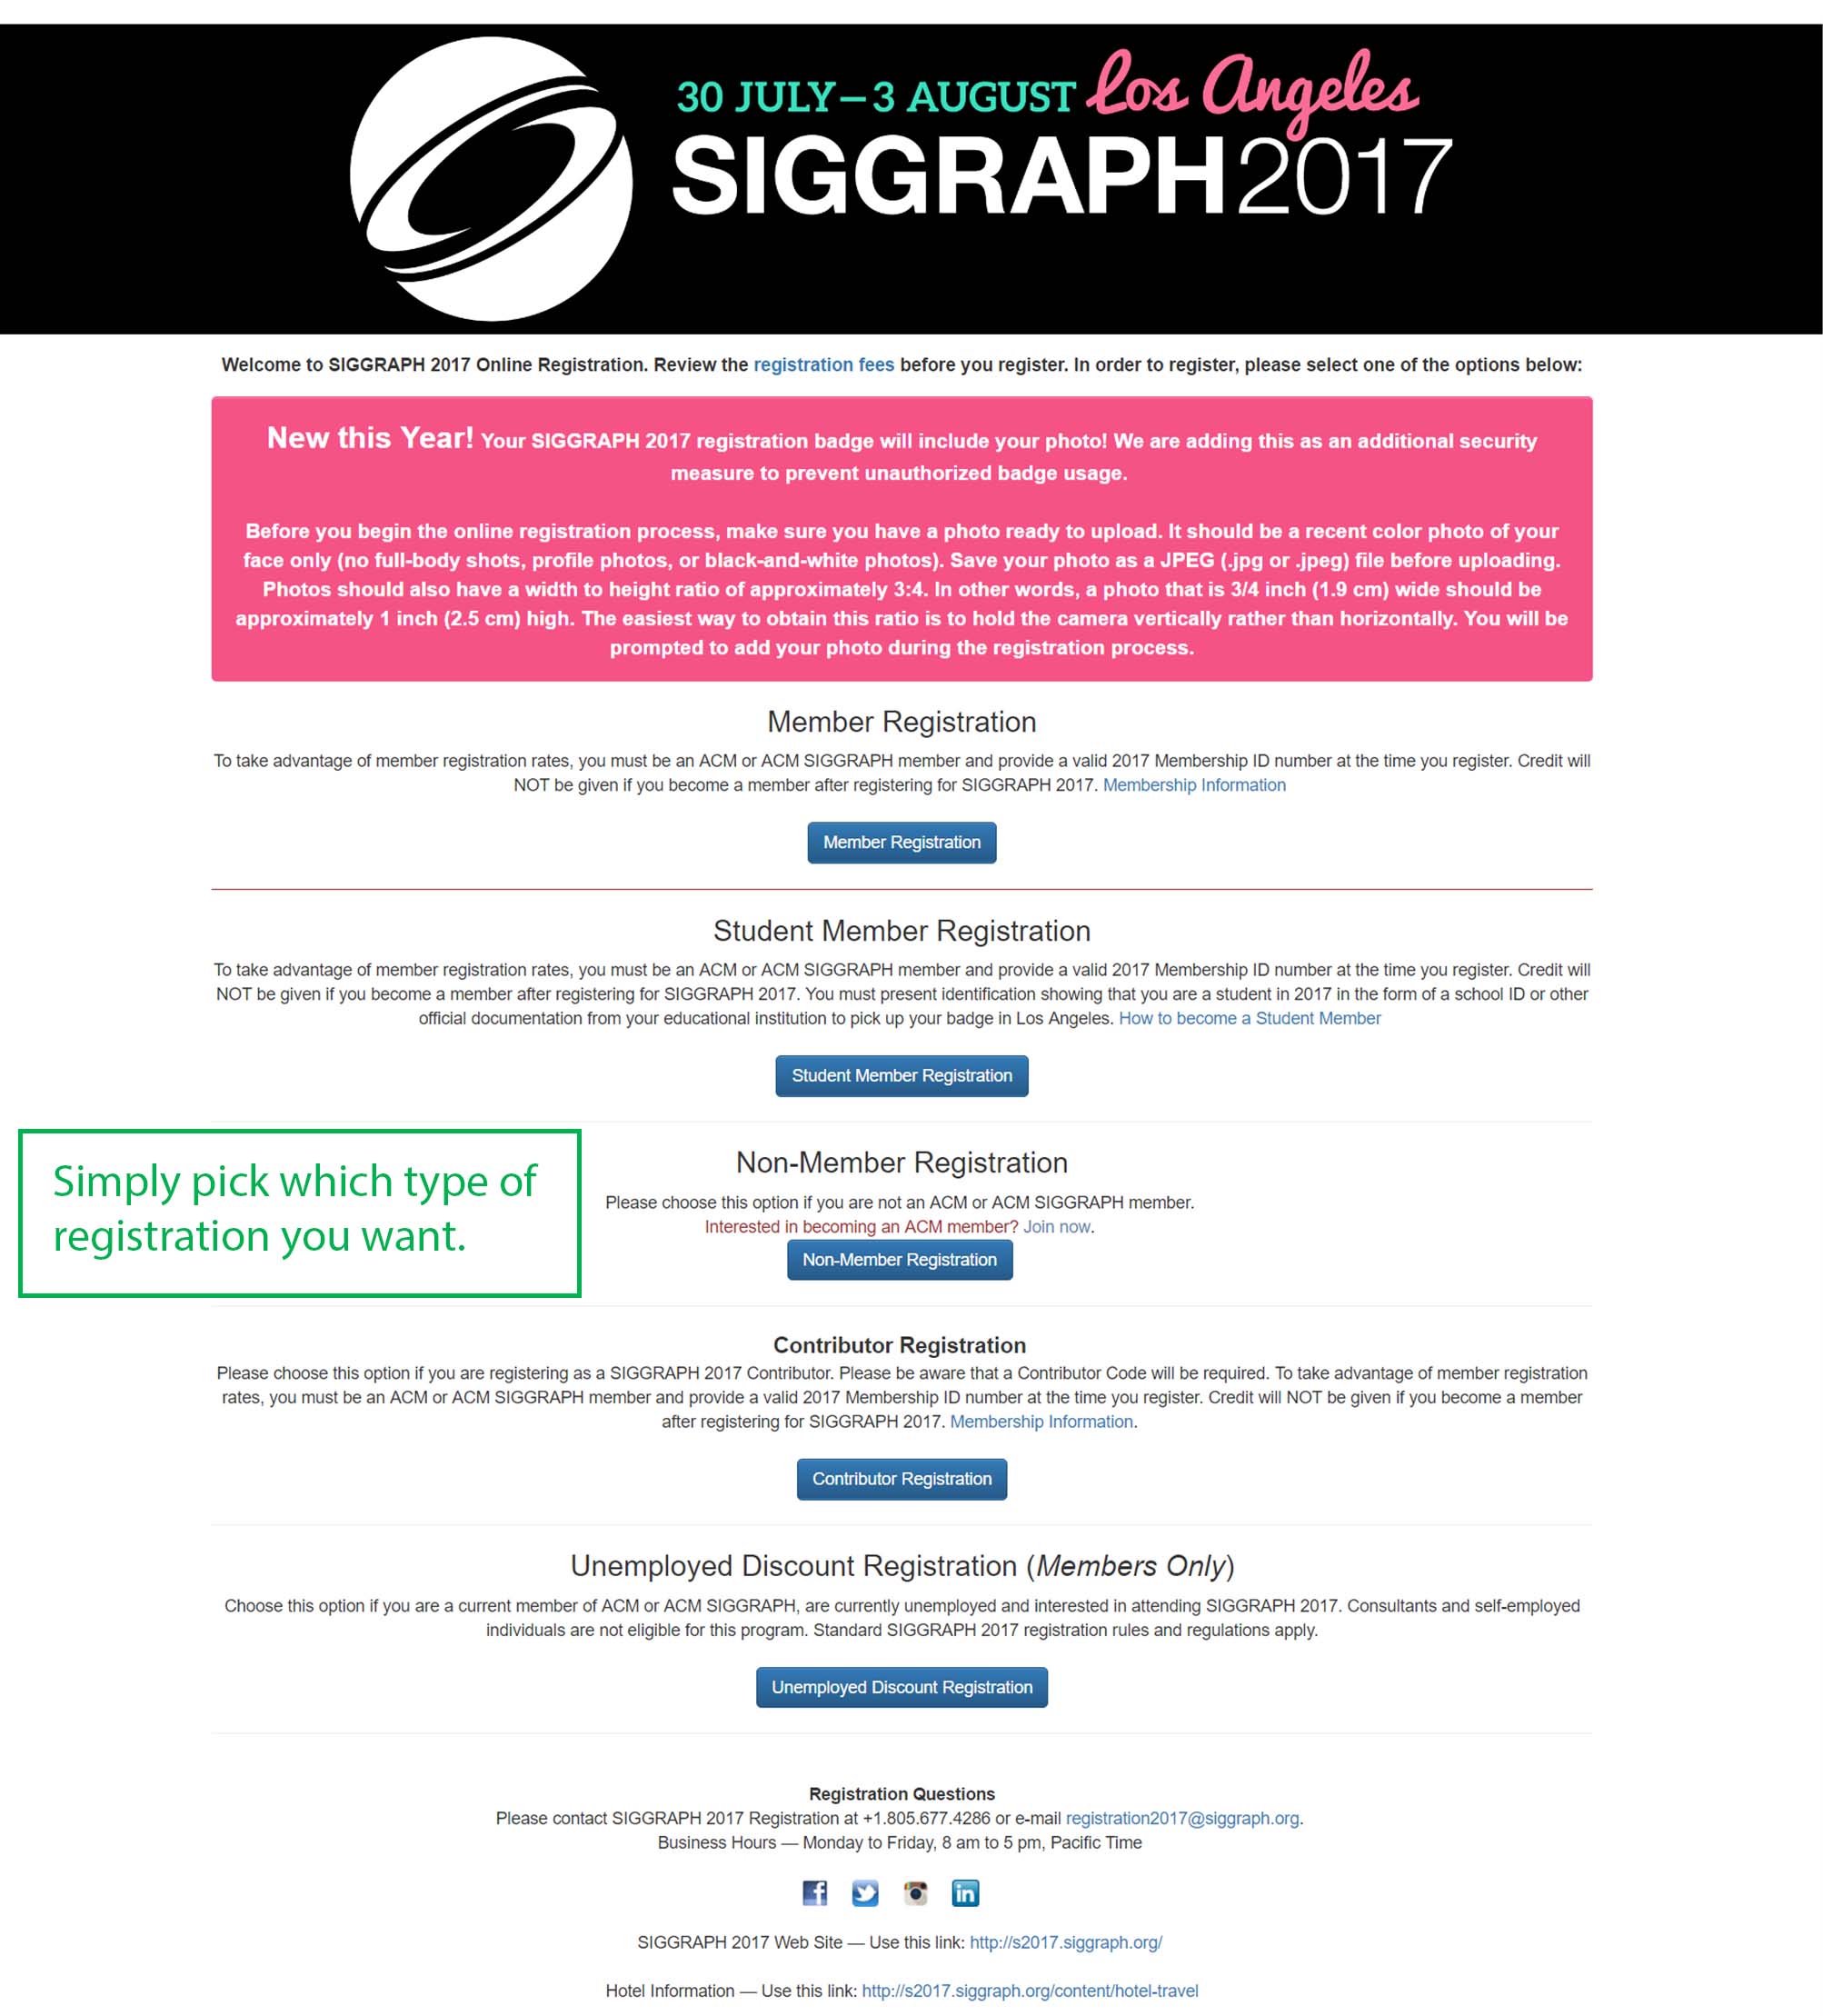 30 JULY – 3 AUGUST Los Angeles
SIGGRAPH2017
Welcome to SIGGRAPH 2017 Online Registration. Review the registration fees before you register. In order to register, please select one of the options below:
New this Year! Your SIGGRAPH 2017 registration badge will include your photo! We are adding this as an additional security
measure to prevent unauthorized badge usage.
Before you begin the online registration process, make sure you have a photo ready to upload. It should be a recent color photo of your
face only (no full-body shots, profile photos, or black-and-white photos). Save your photo as a JPEG (.jpg or .jpeg) file before uploading.
Photos should also have a width to height ratio of approximately 3:4. In other words, a photo that is 3/4 inch (1.9 cm) wide should be
approximately 1 inch (2.5 cm) high. The easiest way to obtain this ratio is to hold the camera vertically rather than horizontally. You will be
prompted to add your photo during the registration process.
Member Registration
To take advantage of member registration rates, you must be an ACM or ACM SIGGRAPH member and provide a valid 2017 Membership ID number at the time you register. Credit will
NOT be given if you become a member after registering for SIGGRAPH 2017. Membership Information
Member Registration
Student Member Registration
To take advantage of member registration rates, you must be an ACM or ACM SIGGRAPH member and provide a valid 2017 Membership ID number at the time you register. Credit will
NOT be given if you become a member after registering for SIGGRAPH 2017. You must present identification showing that you are a student in 2017 in the form of a school ID or other
official documentation from your educational institution to pick up your badge in Los Angeles. How to become a Student Member
Student Member Registration
Simply pick which type of
registration you want.
Non-Member Registration
Please choose this option if you are not an ACM or ACM SIGGRAPH member.
Interested in becoming an ACM member? Join now.
Non-Member Registration
Contributor Registration
Please choose this option if you are registering as a SIGGRAPH 2017 Contributor. Please be aware that a Contributor Code will be required. To take advantage of member registration
rates, you must be an ACM or ACM SIGGRAPH member and provide a valid 2017 Membership ID number at the time you register. Credit will NOT be given if you become a member
after registering for SIGGRAPH 2017. Membership Information.
Contributor Registration
Unemployed Discount Registration (Members Only)
Choose this option if you are a current member of ACM or ACM SIGGRAPH, are currently unemployed and interested in attending SIGGRAPH 2017. Consultants and self-employed
individuals are not eligible for this program. Standard SIGGRAPH 2017 registration rules and regulations apply.
Unemployed Discount Registration
Registration Questions
Please contact SIGGRAPH 2017 Registration at +1.805.677.4286 or e-mail registration2017@siggraph.org.
Business Hours — Monday to Friday, 8 am to 5 pm, Pacific Time
SIGGRAPH 2017 Web Site — Use this link: http://s2017.siggraph.org/
Hotel Information — Use this link: http://s2017.siggraph.org/content/hotel-travel